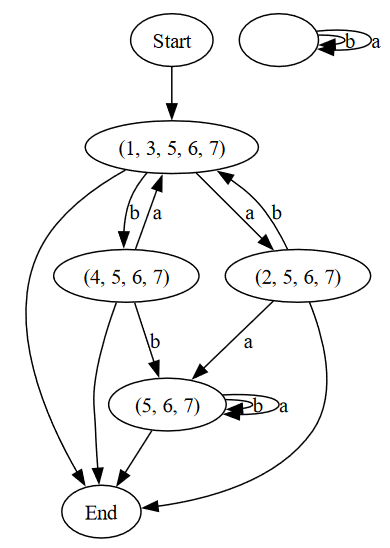 Start
b a
(1, 3, 5, 6, 7)
b a a b
(4, 5, 6, 7) (2, 5, 6, 7)
b a
(5, 6, 7) b a
End